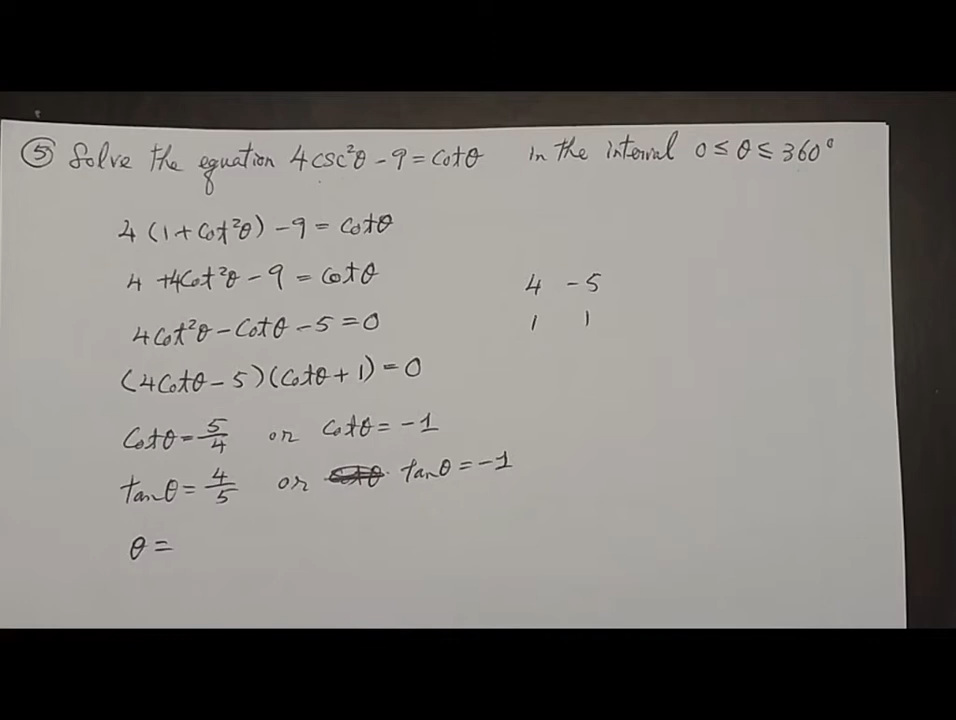 ⑤ Solve the equation 4csc²θ - 9 = cotθ in the interval 0 ≤ θ ≤ 360°
4 (1 + cot²θ) - 9 = cotθ
4 + 4cot²θ - 9 = cotθ
4 -5
4cot²θ - cotθ - 5 = 0
1 1
(4cotθ - 5)(cotθ + 1) = 0
cotθ = 5/4 or cotθ = -1
tanθ = 4/5 or tanθ = -1
θ =